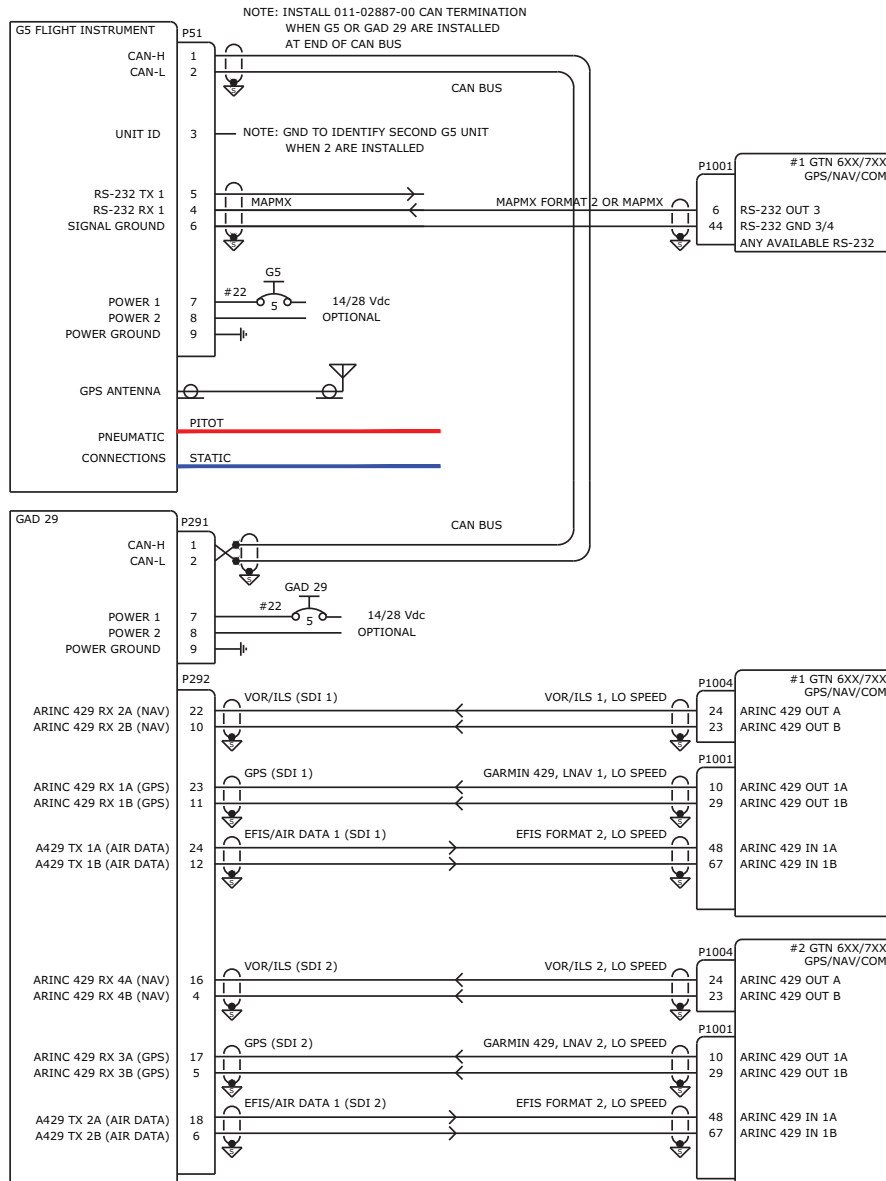 NOTE: INSTALL 011-02887-00 CAN TERMINATION
WHEN G5 OR GAD 29 ARE INSTALLED
AT END OF CAN BUS
G5 FLIGHT INSTRUMENT
P51
CAN-H 1
CAN-L 2
S
CAN BUS
UNIT ID 3
NOTE: GND TO IDENTIFY SECOND G5 UNIT
WHEN 2 ARE INSTALLED
P1001
#1 GTN 6XX/7XX
GPS/NAV/COM
RS-232 TX 1 5
RS-232 RX 1 4 MAPMX MAPMX FORMAT 2 OR MAPMX 6 RS-232 OUT 3
SIGNAL GROUND 6 44 RS-232 GND 3/4
S S ANY AVAILABLE RS-232
G5
POWER 1 7 #22 5 14/28 Vdc
POWER 2 8 OPTIONAL
POWER GROUND 9
GPS ANTENNA
PITOT
PNEUMATIC
CONNECTIONS STATIC
GAD 29
P291
CAN BUS
CAN-H 1
CAN-L 2
S
GAD 29
POWER 1 7 #22 5 14/28 Vdc
POWER 2 8 OPTIONAL
POWER GROUND 9
P292
P1004
#1 GTN 6XX/7XX
GPS/NAV/COM
VOR/ILS (SDI 1) VOR/ILS 1, LO SPEED
ARINC 429 RX 2A (NAV) 22 24 ARINC 429 OUT A
ARINC 429 RX 2B (NAV) 10 23 ARINC 429 OUT B
S S
P1001
GPS (SDI 1) GARMIN 429, LNAV 1, LO SPEED
ARINC 429 RX 1A (GPS) 23 10 ARINC 429 OUT 1A
ARINC 429 RX 1B (GPS) 11 29 ARINC 429 OUT 1B
S S
EFIS/AIR DATA 1 (SDI 1) EFIS FORMAT 2, LO SPEED
A429 TX 1A (AIR DATA) 24 48 ARINC 429 IN 1A
A429 TX 1B (AIR DATA) 12 67 ARINC 429 IN 1B
S S
P1004
#2 GTN 6XX/7XX
GPS/NAV/COM
VOR/ILS (SDI 2) VOR/ILS 2, LO SPEED
ARINC 429 RX 4A (NAV) 16 24 ARINC 429 OUT A
ARINC 429 RX 4B (NAV) 4 23 ARINC 429 OUT B
S S
P1001
GPS (SDI 2) GARMIN 429, LNAV 2, LO SPEED
ARINC 429 RX 3A (GPS) 17 10 ARINC 429 OUT 1A
ARINC 429 RX 3B (GPS) 5 29 ARINC 429 OUT 1B
S S
EFIS/AIR DATA 1 (SDI 2) EFIS FORMAT 2, LO SPEED
A429 TX 2A (AIR DATA) 18 48 ARINC 429 IN 1A
A429 TX 2B (AIR DATA) 6 67 ARINC 429 IN 1B
S S